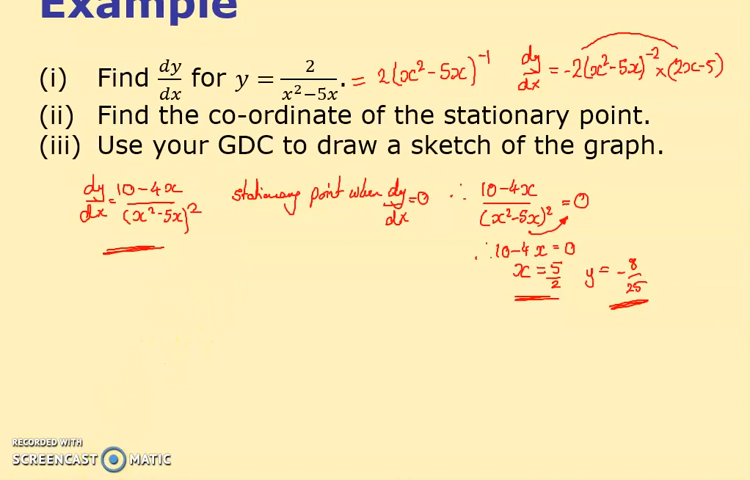 Example
(i) Find dy/dx for y = 2/(x² − 5x). = 2(x² − 5x)⁻¹ dy/dx = −2(x² − 5x)⁻² × (2x − 5)
(ii) Find the co-ordinate of the stationary point.
(iii) Use your GDC to draw a sketch of the graph.
dy/dx = (10 − 4x)/(x² − 5x)² stationary point when dy/dx = 0 ∴ (10 − 4x)/(x² − 5x)² = 0
∴ 10 − 4x = 0
x = 5/2 y = −8/25
RECORDED WITH
SCREENCAST MATIC